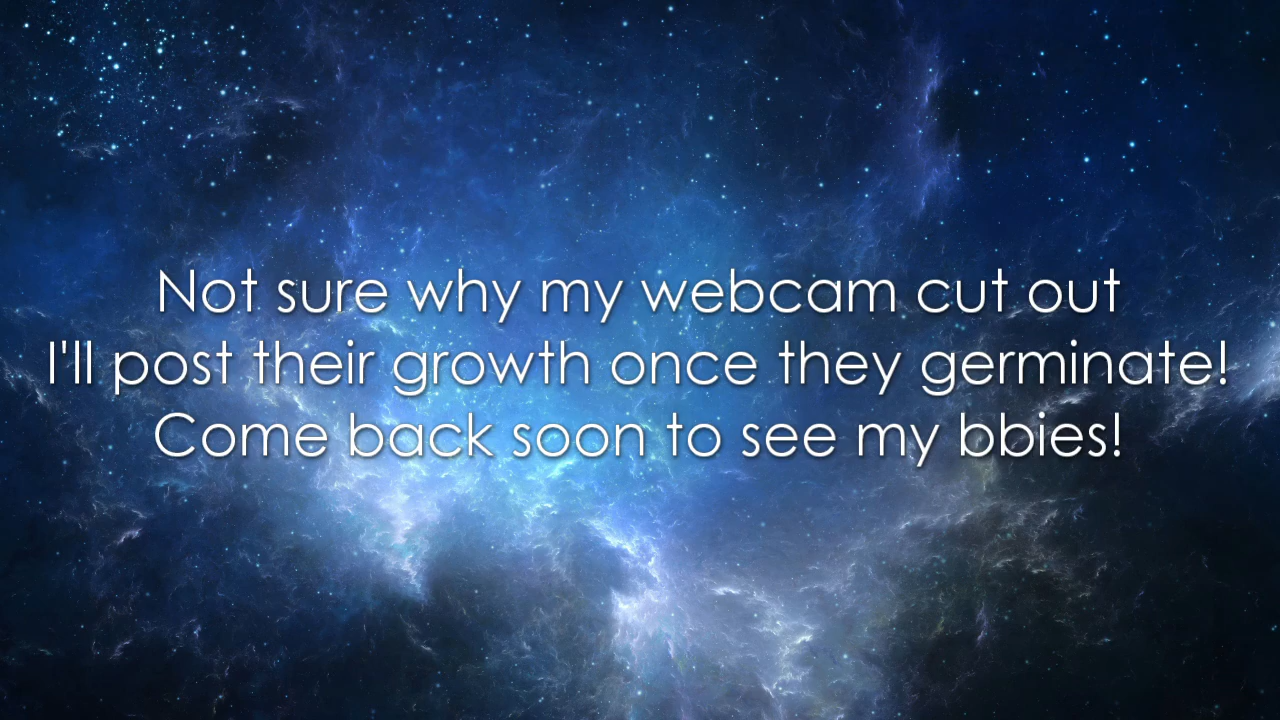 Not sure why my webcam cut out
I'll post their growth once they germinate!
Come back soon to see my bbies!